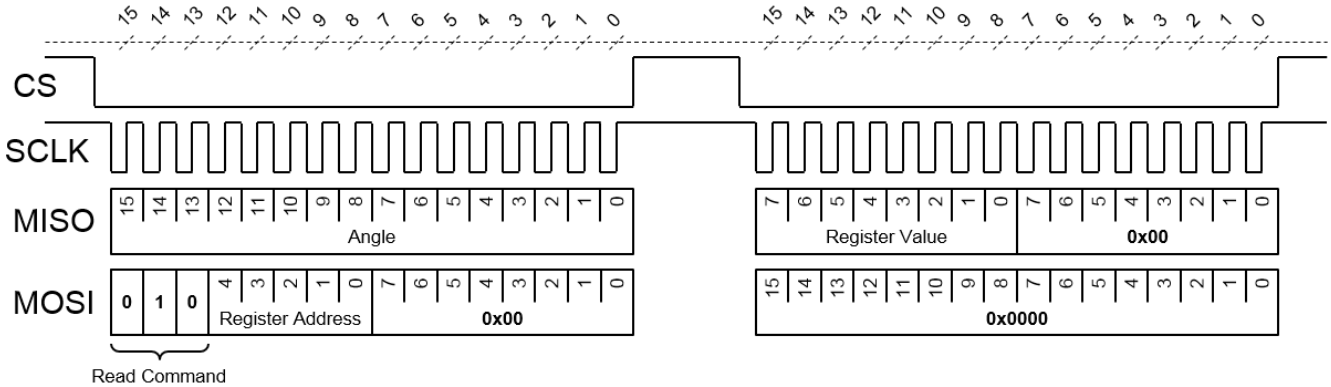 15 14 13 12 11 10 9 8 7 6 5 4 3 2 1 0 15 14 13 12 11 10 9 8 7 6 5 4 3 2 1 0
CS
SCLK
MISO 15 14 13 12 11 10 9 8 7 6 5 4 3 2 1 0 7 6 5 4 3 2 1 0 7 6 5 4 3 2 1 0
Angle Register Value 0x00
MOSI 0 1 0 4 3 2 1 0 7 6 5 4 3 2 1 0 15 14 13 12 11 10 9 8 7 6 5 4 3 2 1 0
Register Address 0x00 0x0000
Read Command